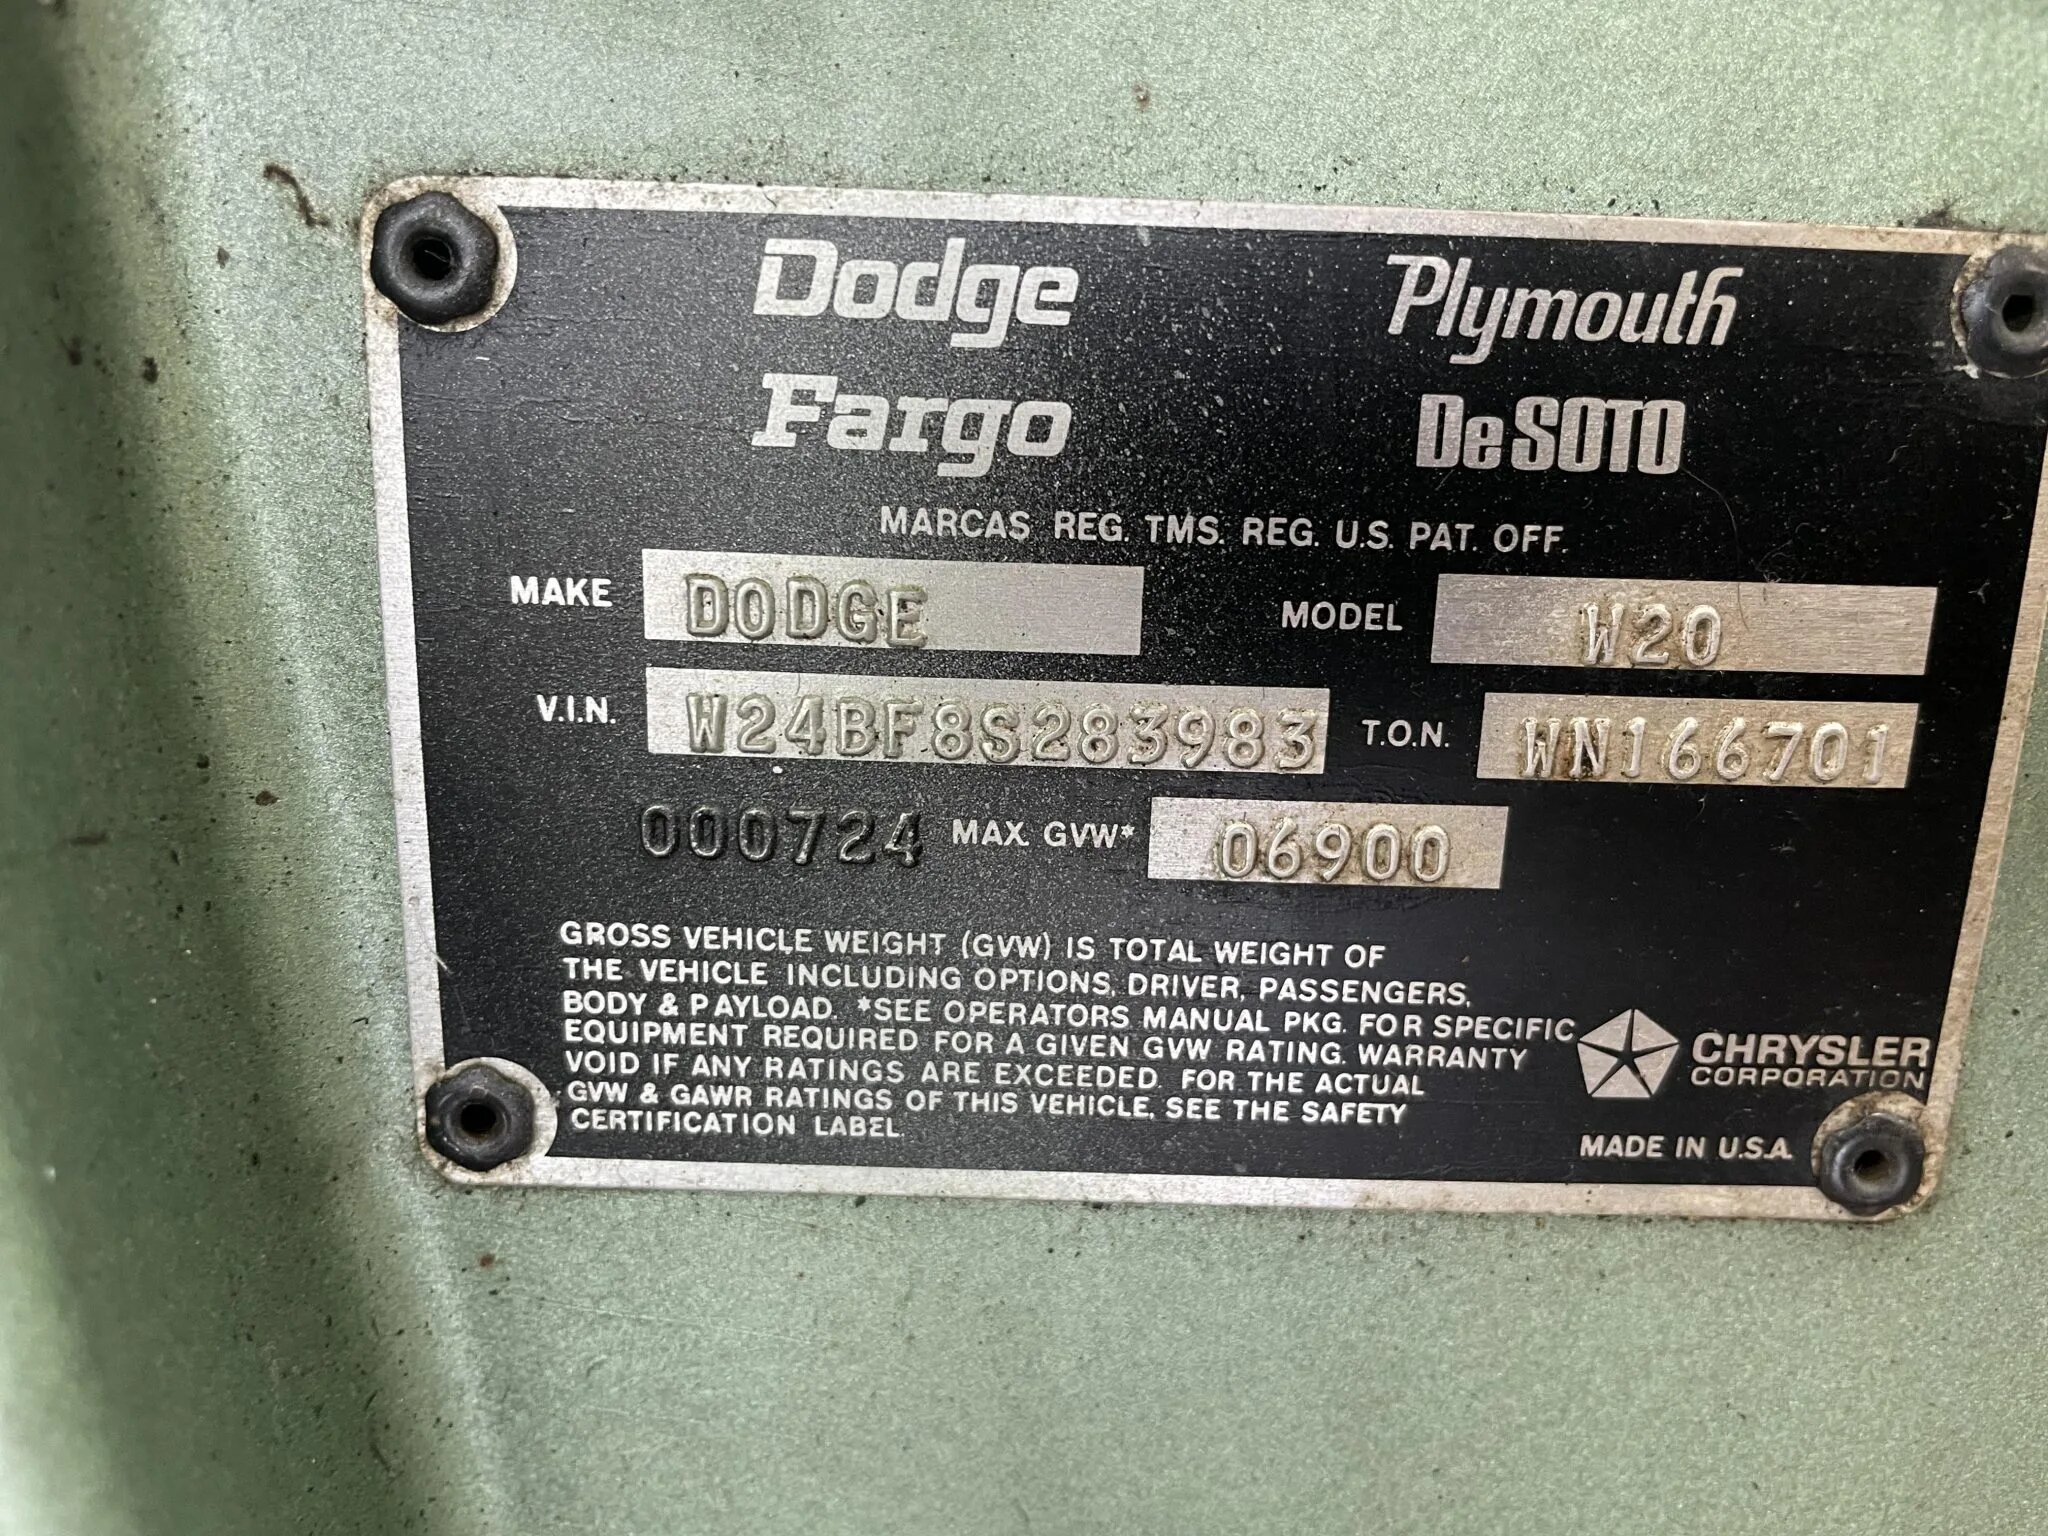 Dodge Plymouth
Fargo DeSOTO
MARCAS REG. TMS. REG. U.S. PAT. OFF.
MAKE DODGE MODEL W20
V.I.N. W24BF8S283983 T.O.N. WN166701
000724 MAX. GVW* 06900
GROSS VEHICLE WEIGHT (GVW) IS TOTAL WEIGHT OF
THE VEHICLE INCLUDING OPTIONS, DRIVER, PASSENGERS,
BODY & PAYLOAD. *SEE OPERATORS MANUAL PKG. FOR SPECIFIC
EQUIPMENT REQUIRED FOR A GIVEN GVW RATING. WARRANTY
VOID IF ANY RATINGS ARE EXCEEDED. FOR THE ACTUAL
GVW & GAWR RATINGS OF THIS VEHICLE, SEE THE SAFETY
CERTIFICATION LABEL.
CHRYSLER
CORPORATION
MADE IN U.S.A.